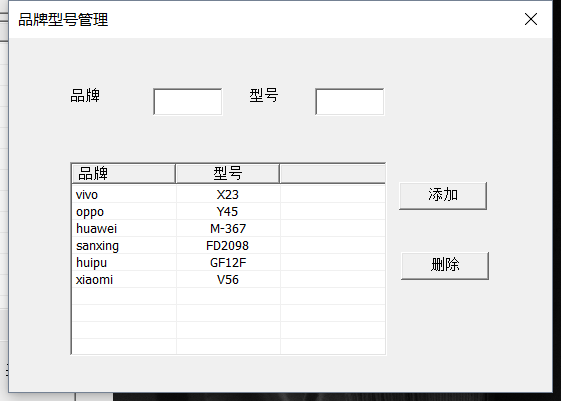 品牌型号管理
品牌 型号
品牌 型号
vivo X23
oppo Y45
huawei M-367
sanxing FD2098
huipu GF12F
xiaomi V56
添加
删除